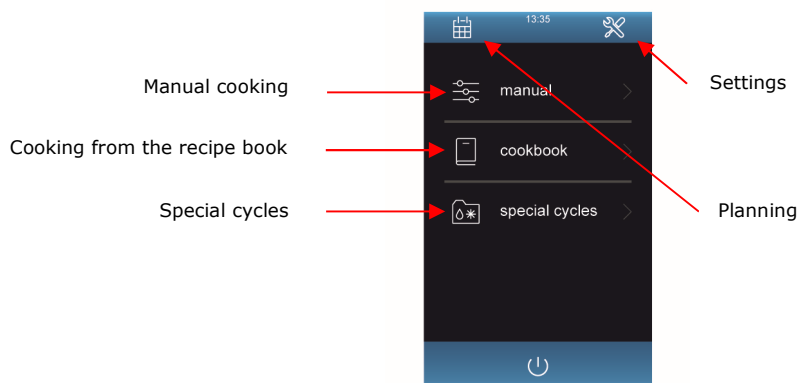 13:35
Manual cooking
manual
Settings
Cooking from the recipe book
cookbook
Special cycles
special cycles
Planning